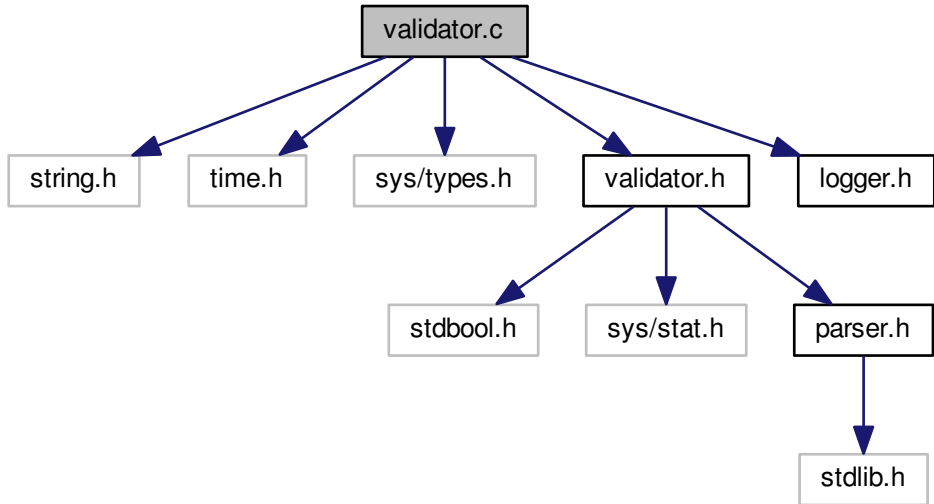 validator.c
string.h
time.h
sys/types.h
validator.h
logger.h
stdbool.h
sys/stat.h
parser.h
stdlib.h